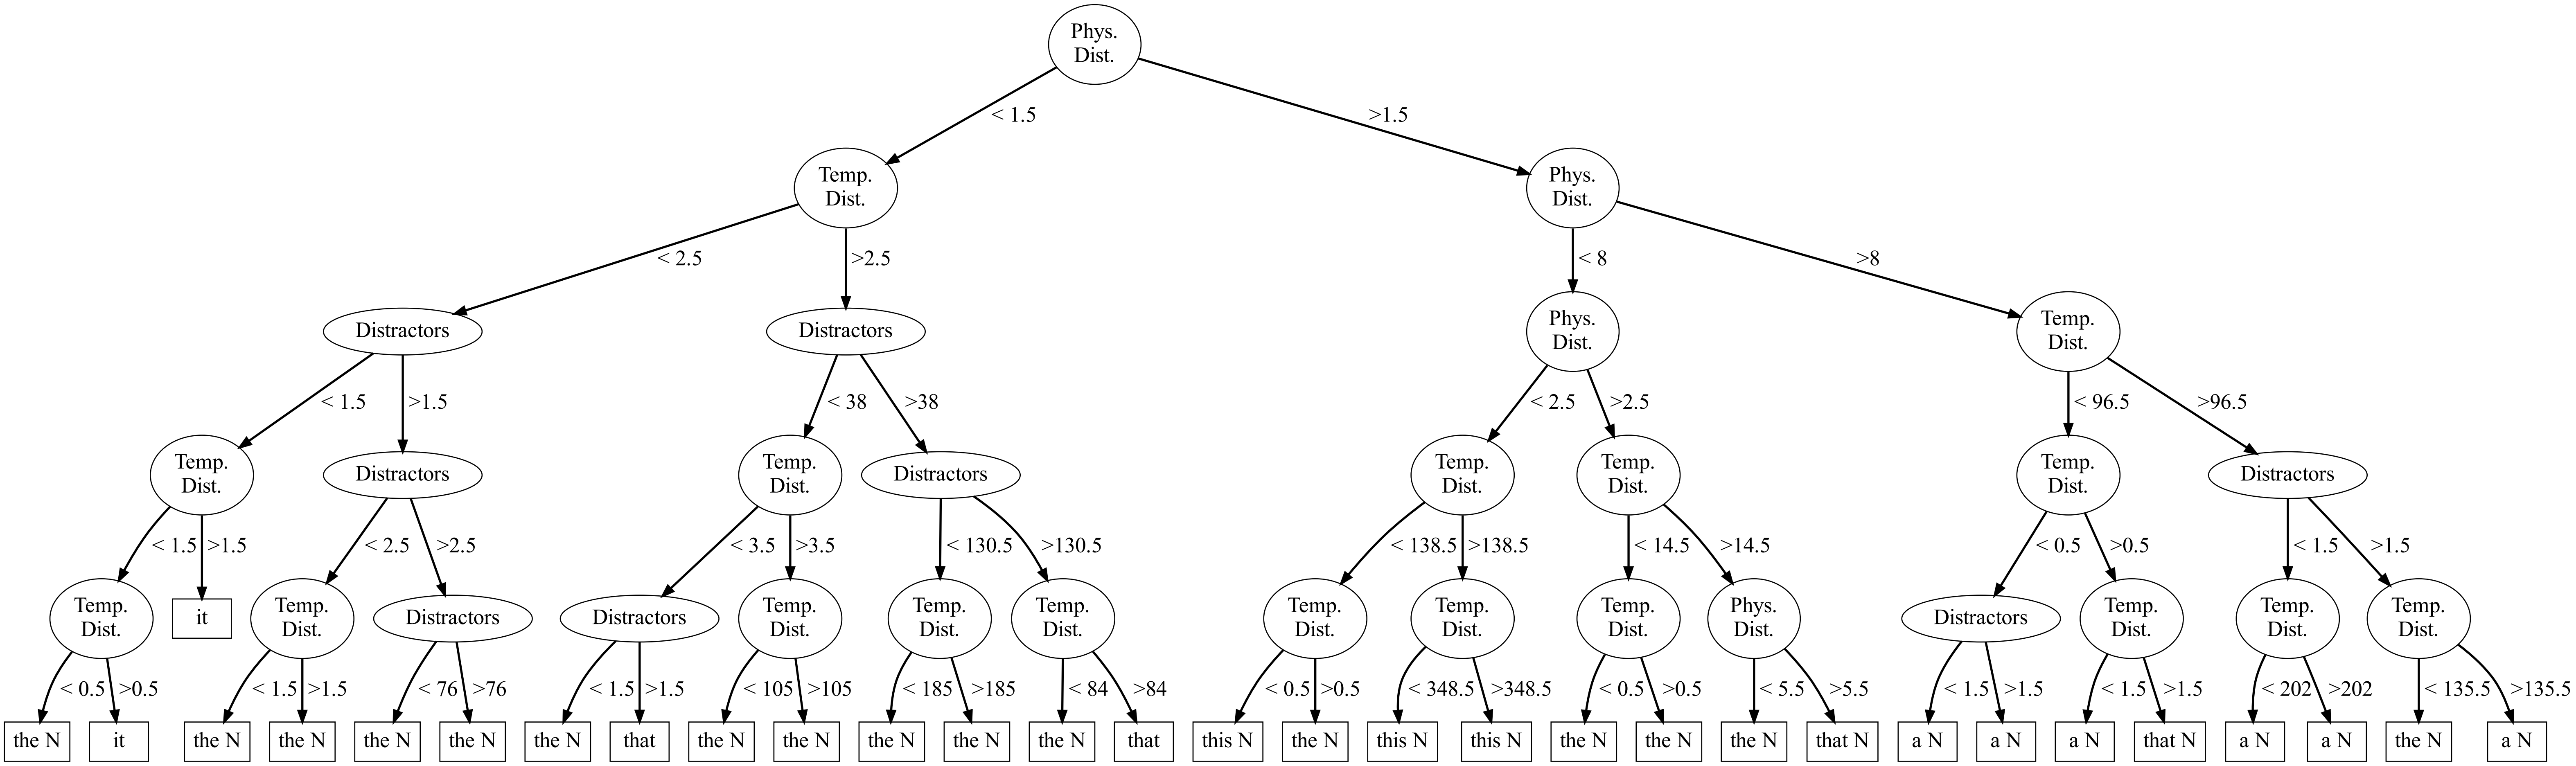 Phys.
Dist.
< 1.5
>1.5
Temp.
Dist.
Phys.
Dist.
< 2.5
>2.5
< 8
>8
Distractors
Distractors
Phys.
Dist.
Temp.
Dist.
< 1.5
>1.5
< 38
>38
< 2.5
>2.5
< 96.5
>96.5
Temp.
Dist.
Distractors
Temp.
Dist.
Distractors
Temp.
Dist.
Temp.
Dist.
Temp.
Dist.
Distractors
< 1.5
>1.5
< 2.5
>2.5
< 3.5
>3.5
< 130.5
>130.5
< 138.5
>138.5
< 14.5
>14.5
< 0.5
>0.5
< 1.5
>1.5
Temp.
Dist.
it
Temp.
Dist.
Distractors
Distractors
Temp.
Dist.
Temp.
Dist.
Temp.
Dist.
Temp.
Dist.
Temp.
Dist.
Temp.
Dist.
Phys.
Dist.
Distractors
Temp.
Dist.
Temp.
Dist.
Temp.
Dist.
< 0.5
>0.5
< 1.5
>1.5
< 76
>76
< 1.5
>1.5
< 105
>105
< 185
>185
< 84
>84
< 0.5
>0.5
< 348.5
>348.5
< 0.5
>0.5
< 5.5
>5.5
< 1.5
>1.5
< 1.5
>1.5
< 202
>202
< 135.5
>135.5
the N
it
the N
the N
the N
the N
the N
that
the N
the N
the N
the N
the N
that
this N
the N
this N
this N
the N
the N
the N
that N
a N
a N
a N
that N
a N
a N
the N
a N